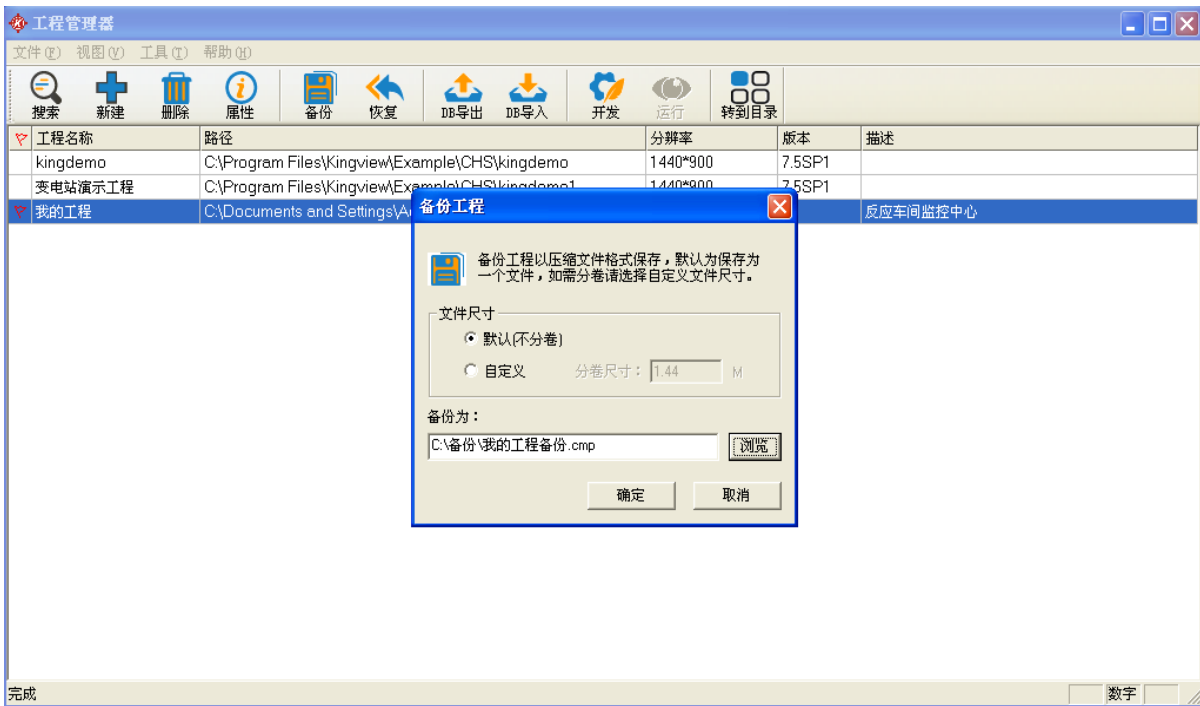 工程管理器
文件(F) 视图(V) 工具(T) 帮助(H)
搜索 新建 删除 属性 备份 恢复 DB导出 DB导入 开发 运行 转到目录
工程名称 路径 分辨率 版本 描述
kingdemo C:\Program Files\Kingview\Example\CHS\kingdemo 1440*900 7.5SP1
变电站演示工程 C:\Program Files\Kingview\Example\CHS\kingdemo1 1440*900 7.5SP1
我的工程 C:\Documents and Settings\A 反应车间监控中心
备份工程
备份工程以压缩文件格式保存，默认为保存为
一个文件，如需分卷请选择自定义文件尺寸。
文件尺寸
默认(不分卷)
自定义 分卷尺寸： 1.44 M
备份为：
C:\备份\我的工程备份.cmp 浏览
确定 取消
完成 数字